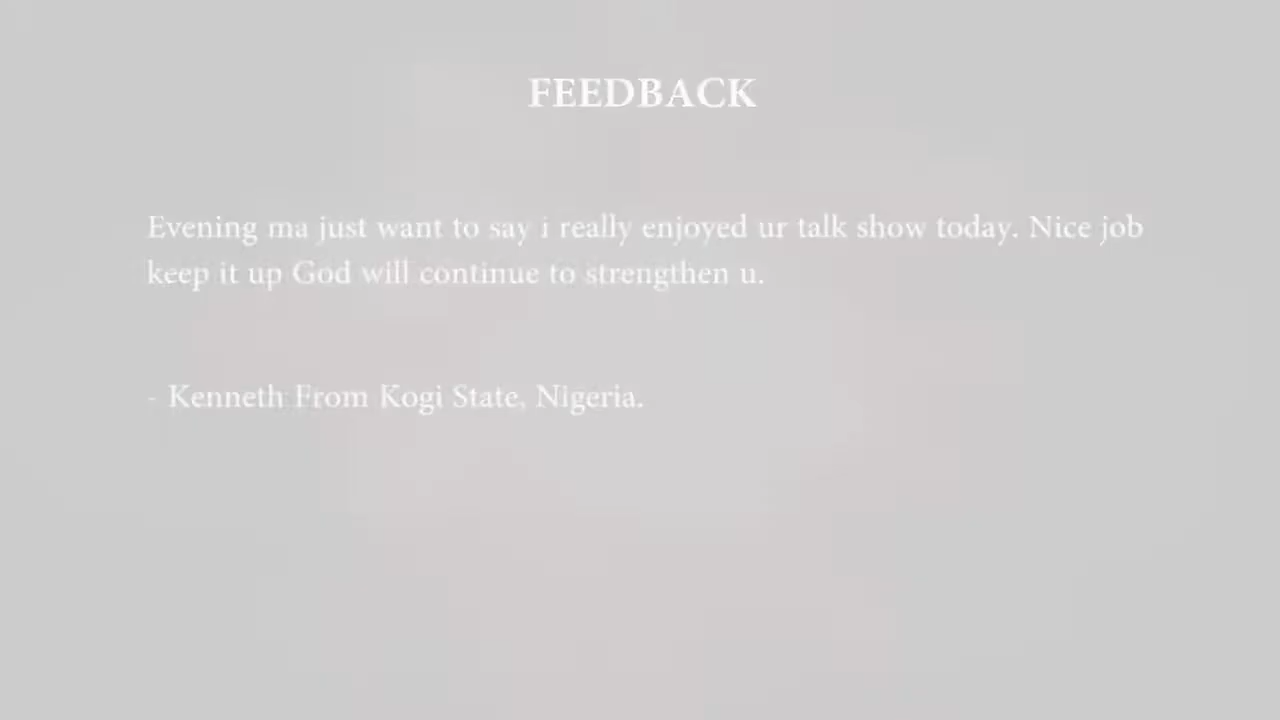 FEEDBACK
Evening ma just want to say i really enjoyed ur talk show today. Nice job
keep it up God will continue to strengthen u.
- Kenneth From Kogi State, Nigeria.